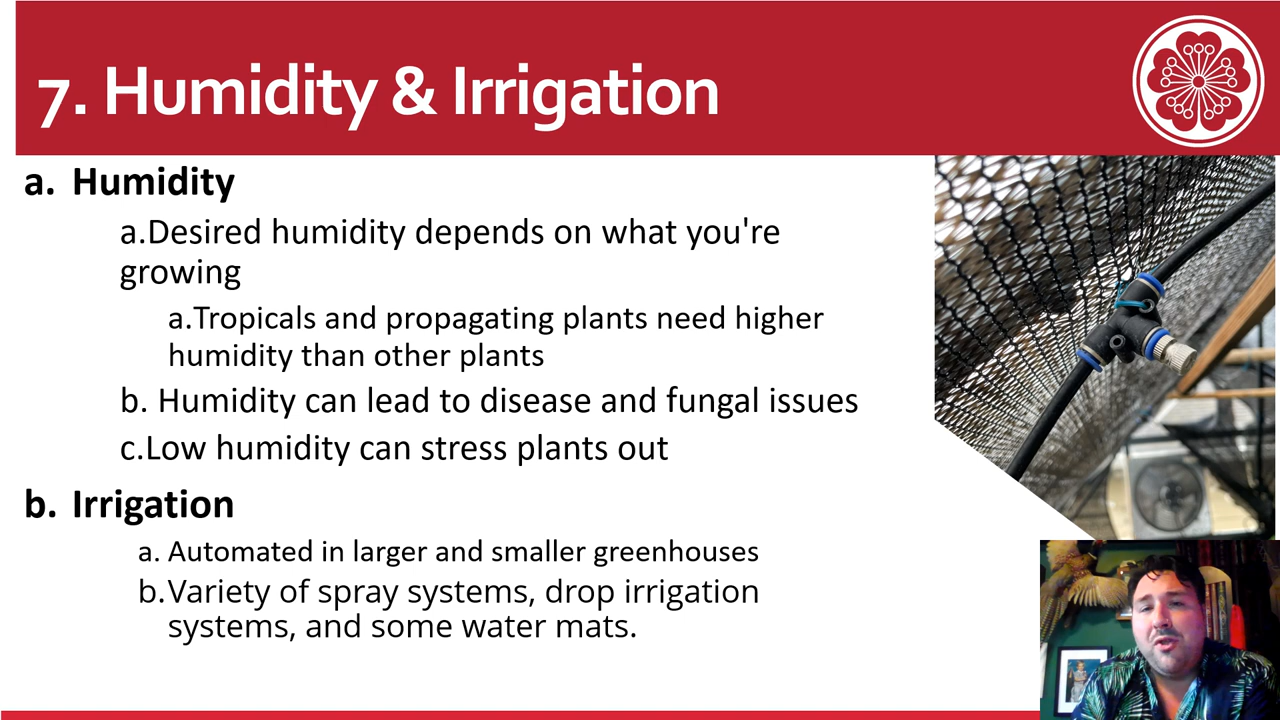 7. Humidity & Irrigation
a. Humidity
a.Desired humidity depends on what you're
growing
a.Tropicals and propagating plants need higher
humidity than other plants
b. Humidity can lead to disease and fungal issues
c.Low humidity can stress plants out
b. Irrigation
a. Automated in larger and smaller greenhouses
b.Variety of spray systems, drop irrigation
systems, and some water mats.